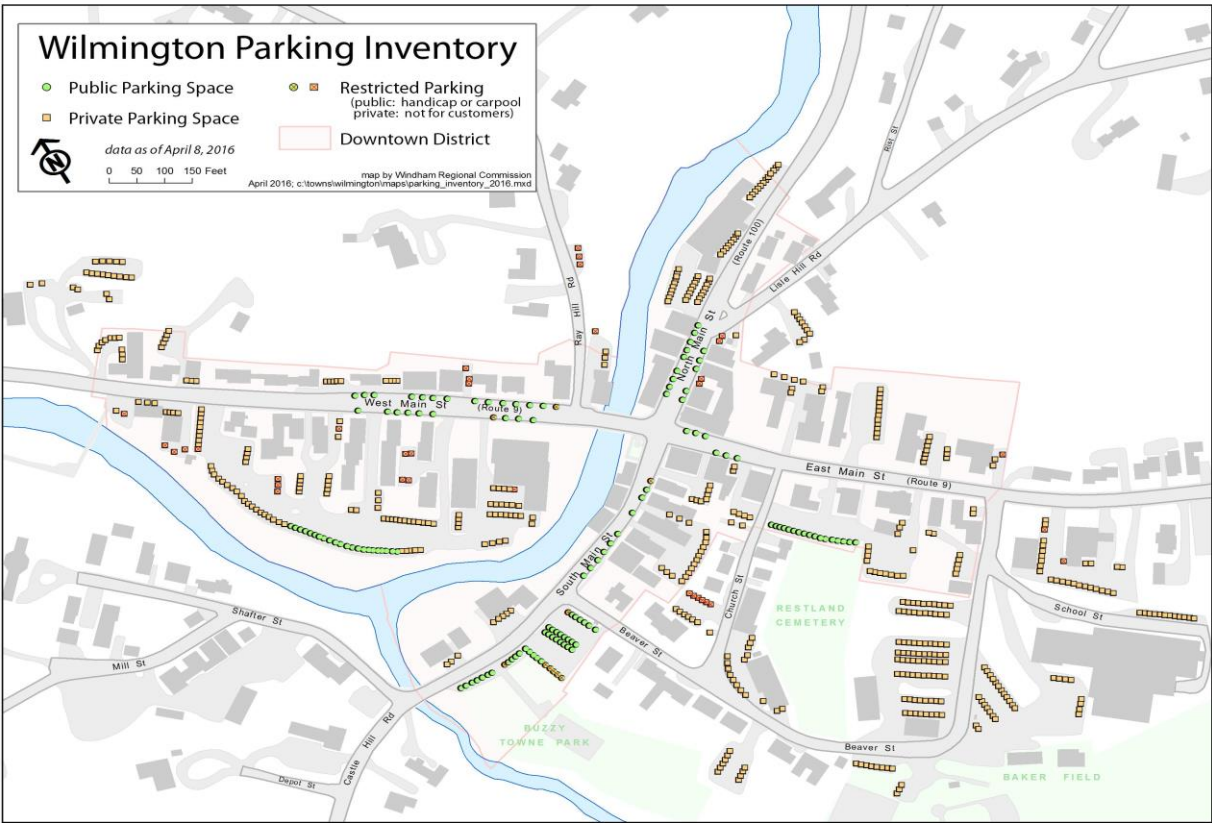 Wilmington Parking Inventory
Public Parking Space
Restricted Parking
(public: handicap or carpool
private: not for customers)
Private Parking Space
Downtown District
N
data as of April 8, 2016
0 50 100 150 Feet
map by Windham Regional Commission
April 2016; c:\towns\wilmington\maps\parking_inventory_2016.mxd
Rist St
(Route 100)
Lisle Hill Rd
Ray Hill Rd
North Main St
West Main St
(Route 9)
East Main St
(Route 9)
South Main St
Church St
RESTLAND
CEMETERY
School St
Shafter St
Beaver St
Mill St
Castle Hill Rd
BUZZY
TOWNE PARK
Beaver St
Depot St
BAKER FIELD